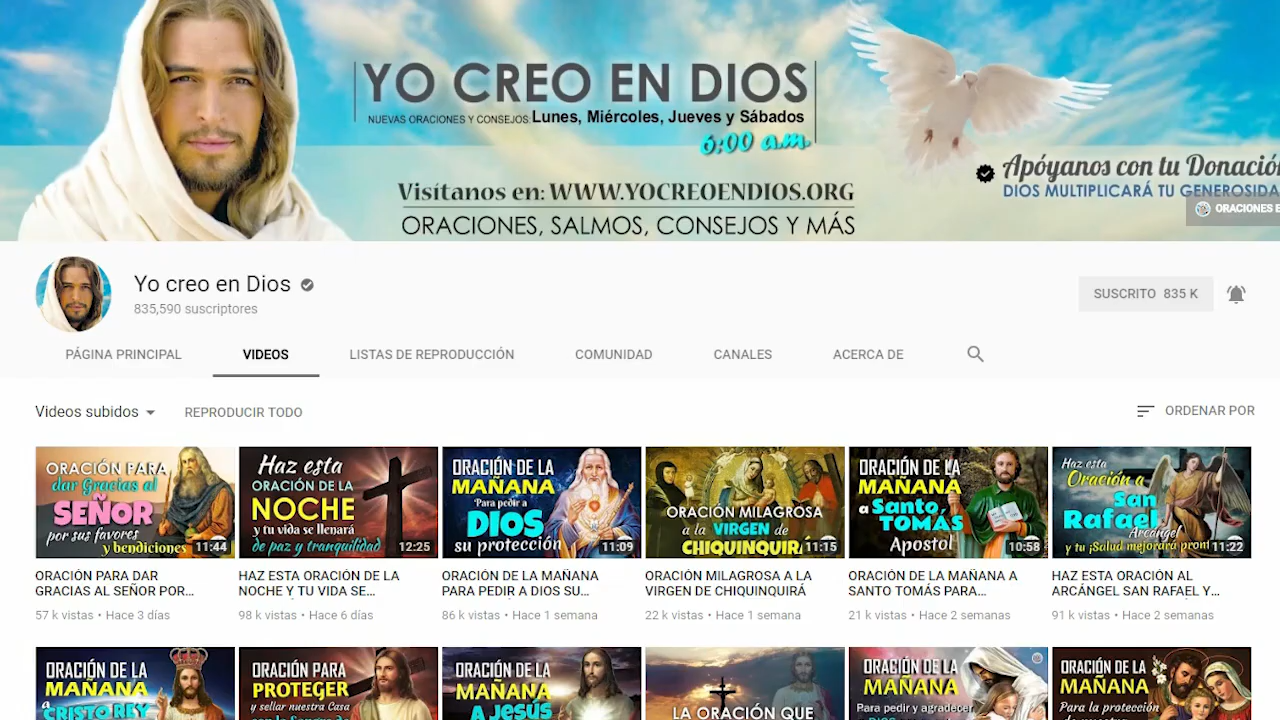 YO CREO EN DIOS
NUEVAS ORACIONES Y CONSEJOS: Lunes, Miércoles, Jueves y Sábados
6:00 a.m.
Visítanos en: WWW.YOCREOENDIOS.ORG
ORACIONES, SALMOS, CONSEJOS Y MÁS
Apóyanos con tu Donación
DIOS MULTIPLICARÁ TU GENEROSIDA
ORACIONES E
Yo creo en Dios
835,590 suscriptores
SUSCRITO 835 K
PÁGINA PRINCIPAL VIDEOS LISTAS DE REPRODUCCIÓN COMUNIDAD CANALES ACERCA DE
Videos subidos REPRODUCIR TODO ORDENAR POR
ORACIÓN PARA
dar Gracias al
SEÑOR
por sus favores
y bendiciones
11:44
Haz esta
ORACIÓN DE LA
NOCHE
y tu vida se llenará
de paz y tranquilidad
12:25
ORACIÓN DE LA
MAÑANA
Para pedir a
DIOS
su protección
11:09
ORACIÓN MILAGROSA
a la VIRGEN de
CHIQUINQUIRÁ
11:15
ORACIÓN DE LA
MAÑANA
a Santo
TOMÁS
Apostol
10:58
Haz esta
Oración a
San
Rafael
Arcángel
y tu ¡Salud mejorará pront
11:22
ORACIÓN PARA DAR
GRACIAS AL SEÑOR POR...
57 k vistas • Hace 3 días
HAZ ESTA ORACIÓN DE LA
NOCHE Y TU VIDA SE...
98 k vistas • Hace 6 días
ORACIÓN DE LA MAÑANA
PARA PEDIR A DIOS SU...
86 k vistas • Hace 1 semana
ORACIÓN MILAGROSA A LA
VIRGEN DE CHIQUINQUIRÁ
22 k vistas • Hace 1 semana
ORACIÓN DE LA MAÑANA A
SANTO TOMÁS PARA...
21 k vistas • Hace 2 semanas
HAZ ESTA ORACIÓN AL
ARCÁNGEL SAN RAFAEL Y...
91 k vistas • Hace 2 semanas
ORACIÓN DE LA
MAÑANA
a
CRISTO REY
ORACIÓN PARA
PROTEGER
y sellar nuestra Casa
ORACIÓN DE LA
MAÑANA
A Jesús
LA ORACIÓN QUE
ORACIÓN DE LA
MAÑANA
Para pedir y agradecer
ORACIÓN DE LA
MAÑANA
Para la protección